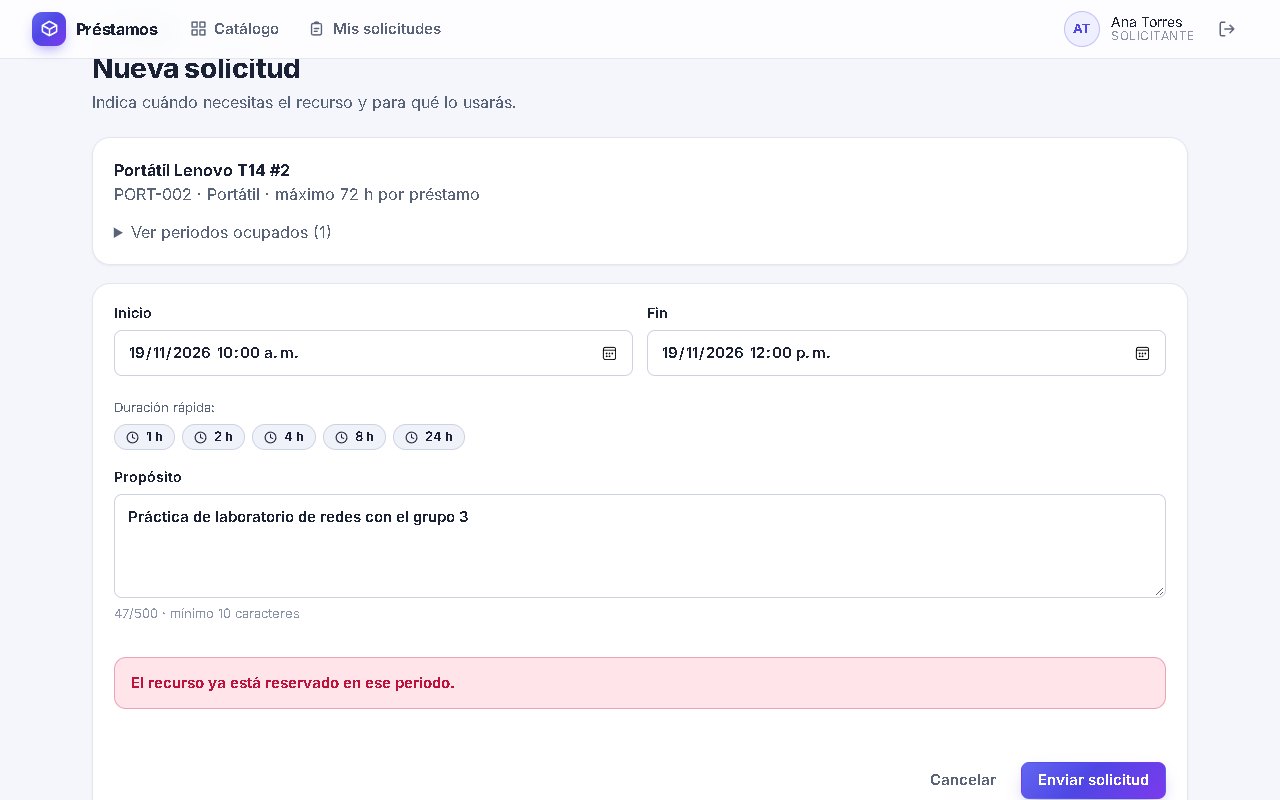 Préstamos
Catálogo
Mis solicitudes
AT
Ana Torres
SOLICITANTE
Nueva solicitud
Indica cuándo necesitas el recurso y para qué lo usarás.
Portátil Lenovo T14 #2
PORT-002 · Portátil · máximo 72 h por préstamo
Ver periodos ocupados (1)
Inicio
Fin
19/11/2026 10:00 a. m.
19/11/2026 12:00 p. m.
Duración rápida:
1 h
2 h
4 h
8 h
24 h
Propósito
Práctica de laboratorio de redes con el grupo 3
47/500 · mínimo 10 caracteres
El recurso ya está reservado en ese periodo.
Cancelar
Enviar solicitud